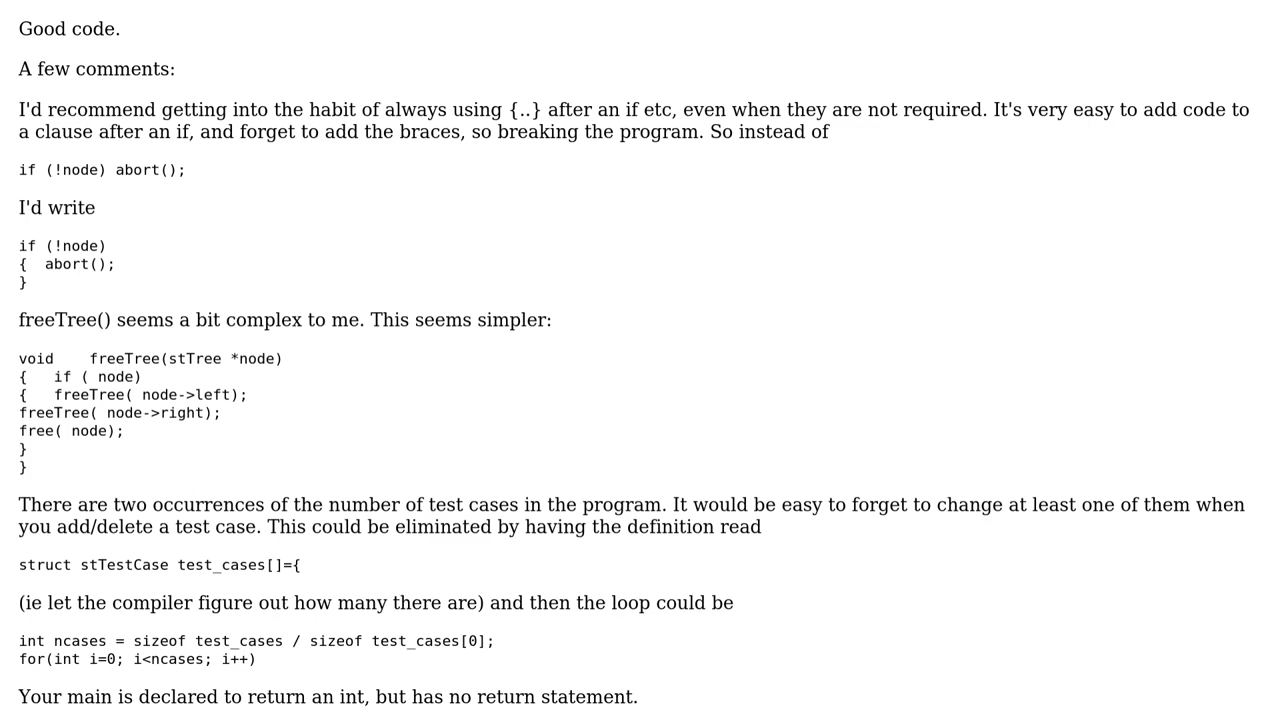 Good code.
A few comments:
I'd recommend getting into the habit of always using {..} after an if etc, even when they are not required. It's very easy to add code to
a clause after an if, and forget to add the braces, so breaking the program. So instead of
if (!node) abort();
I'd write
if (!node)
{  abort();
}
freeTree() seems a bit complex to me. This seems simpler:
void    freeTree(stTree *node)
{   if ( node)
{   freeTree( node->left);
freeTree( node->right);
free( node);
}
}
There are two occurrences of the number of test cases in the program. It would be easy to forget to change at least one of them when
you add/delete a test case. This could be eliminated by having the definition read
struct stTestCase test_cases[]={
(ie let the compiler figure out how many there are) and then the loop could be
int ncases = sizeof test_cases / sizeof test_cases[0];
for(int i=0; i<ncases; i++)
Your main is declared to return an int, but has no return statement.